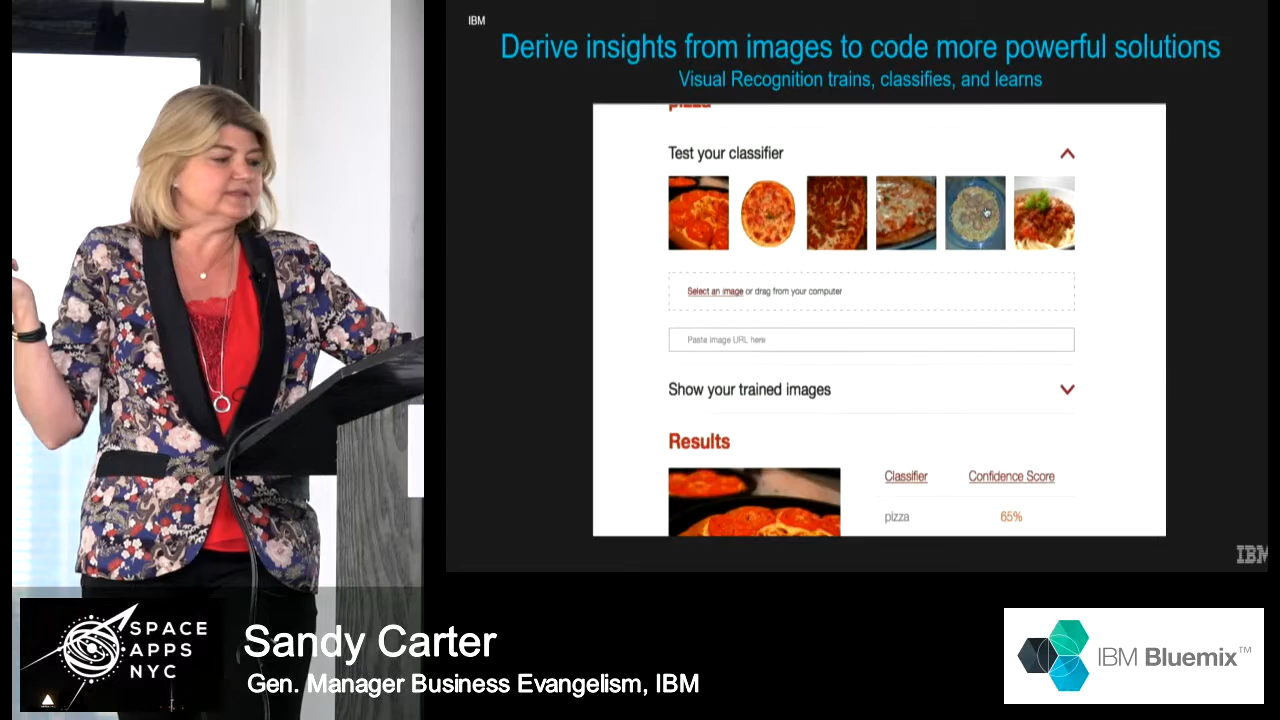 IBM
Derive insights from images to code more powerful solutions
Visual Recognition trains, classifies, and learns
pizza
Test your classifier
Select an image or drag from your computer
Paste image URL here
Show your trained images
Results
Classifier Confidence Score
pizza 65%
IBM
SPACE
APPS
NYC
Sandy Carter
Gen. Manager Business Evangelism, IBM
IBM Bluemix™